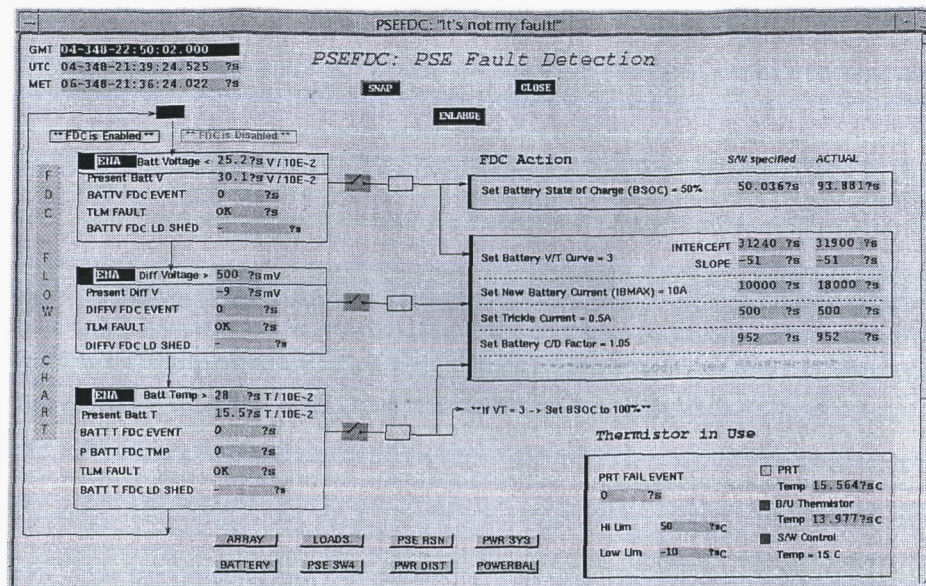 PSEFDC: "It's not my fault!"
GMT 04-348-22:50:02.000
UTC 04-348-21:39:24.525 ?s
MET 06-348-21:36:24.022 ?s
PSEFDC: PSE Fault Detection
SNAP CLOSE
ENLARGE
** FDC is Enabled ** ** FDC is Disabled **
FDC FLOW CHART
ENA Batt Voltage < 25.2?s V / 10E-2
Present Batt V 30.1?s V / 10E-2
BATTV FDC EVENT 0 ?s
TLM FAULT OK ?s
BATTV FDC LD SHED - ?s
ENA Diff Voltage > 500 ?s mV
Present Diff V -9 ?s mV
DIFFV FDC EVENT 0 ?s
TLM FAULT OK ?s
DIFFV FDC LD SHED - ?s
ENA Batt Temp > 28 ?s T / 10E-2
Present Batt T 15.5?s T / 10E-2
BATT T FDC EVENT 0 ?s
P BATT FDC TMP 0 ?s
TLM FAULT OK ?s
BATT T FDC LD SHED - ?s
FDC Action S/W specified ACTUAL
Set Battery State of Charge (BSOC) = 50% 50.036?s 93.881?s
INTERCEPT 31240 ?s 31900 ?s
Set Battery V/T Curve = 3
SLOPE -51 ?s -51 ?s
Set New Battery Current (IBMAX) = 10A 10000 ?s 18000 ?s
Set Trickle Current = 0.5A 500 ?s 500 ?s
Set Battery C/D Factor = 1.05 952 ?s 952 ?s
**If VT = 3 -> Set BSOC to 100%**
Thermistor in Use
PRT FAIL EVENT
0 ?s
Hi Lim 50 ?s C
Low Lim -10 ?s C
PRT
Temp 15.564?s C
B/U Thermistor
Temp 13.977?s C
S/W Control
Temp = 15 C
ARRAY LOADS PSE RSN PWR SYS
BATTERY PSE SW4 PWR DIST POWERBAL